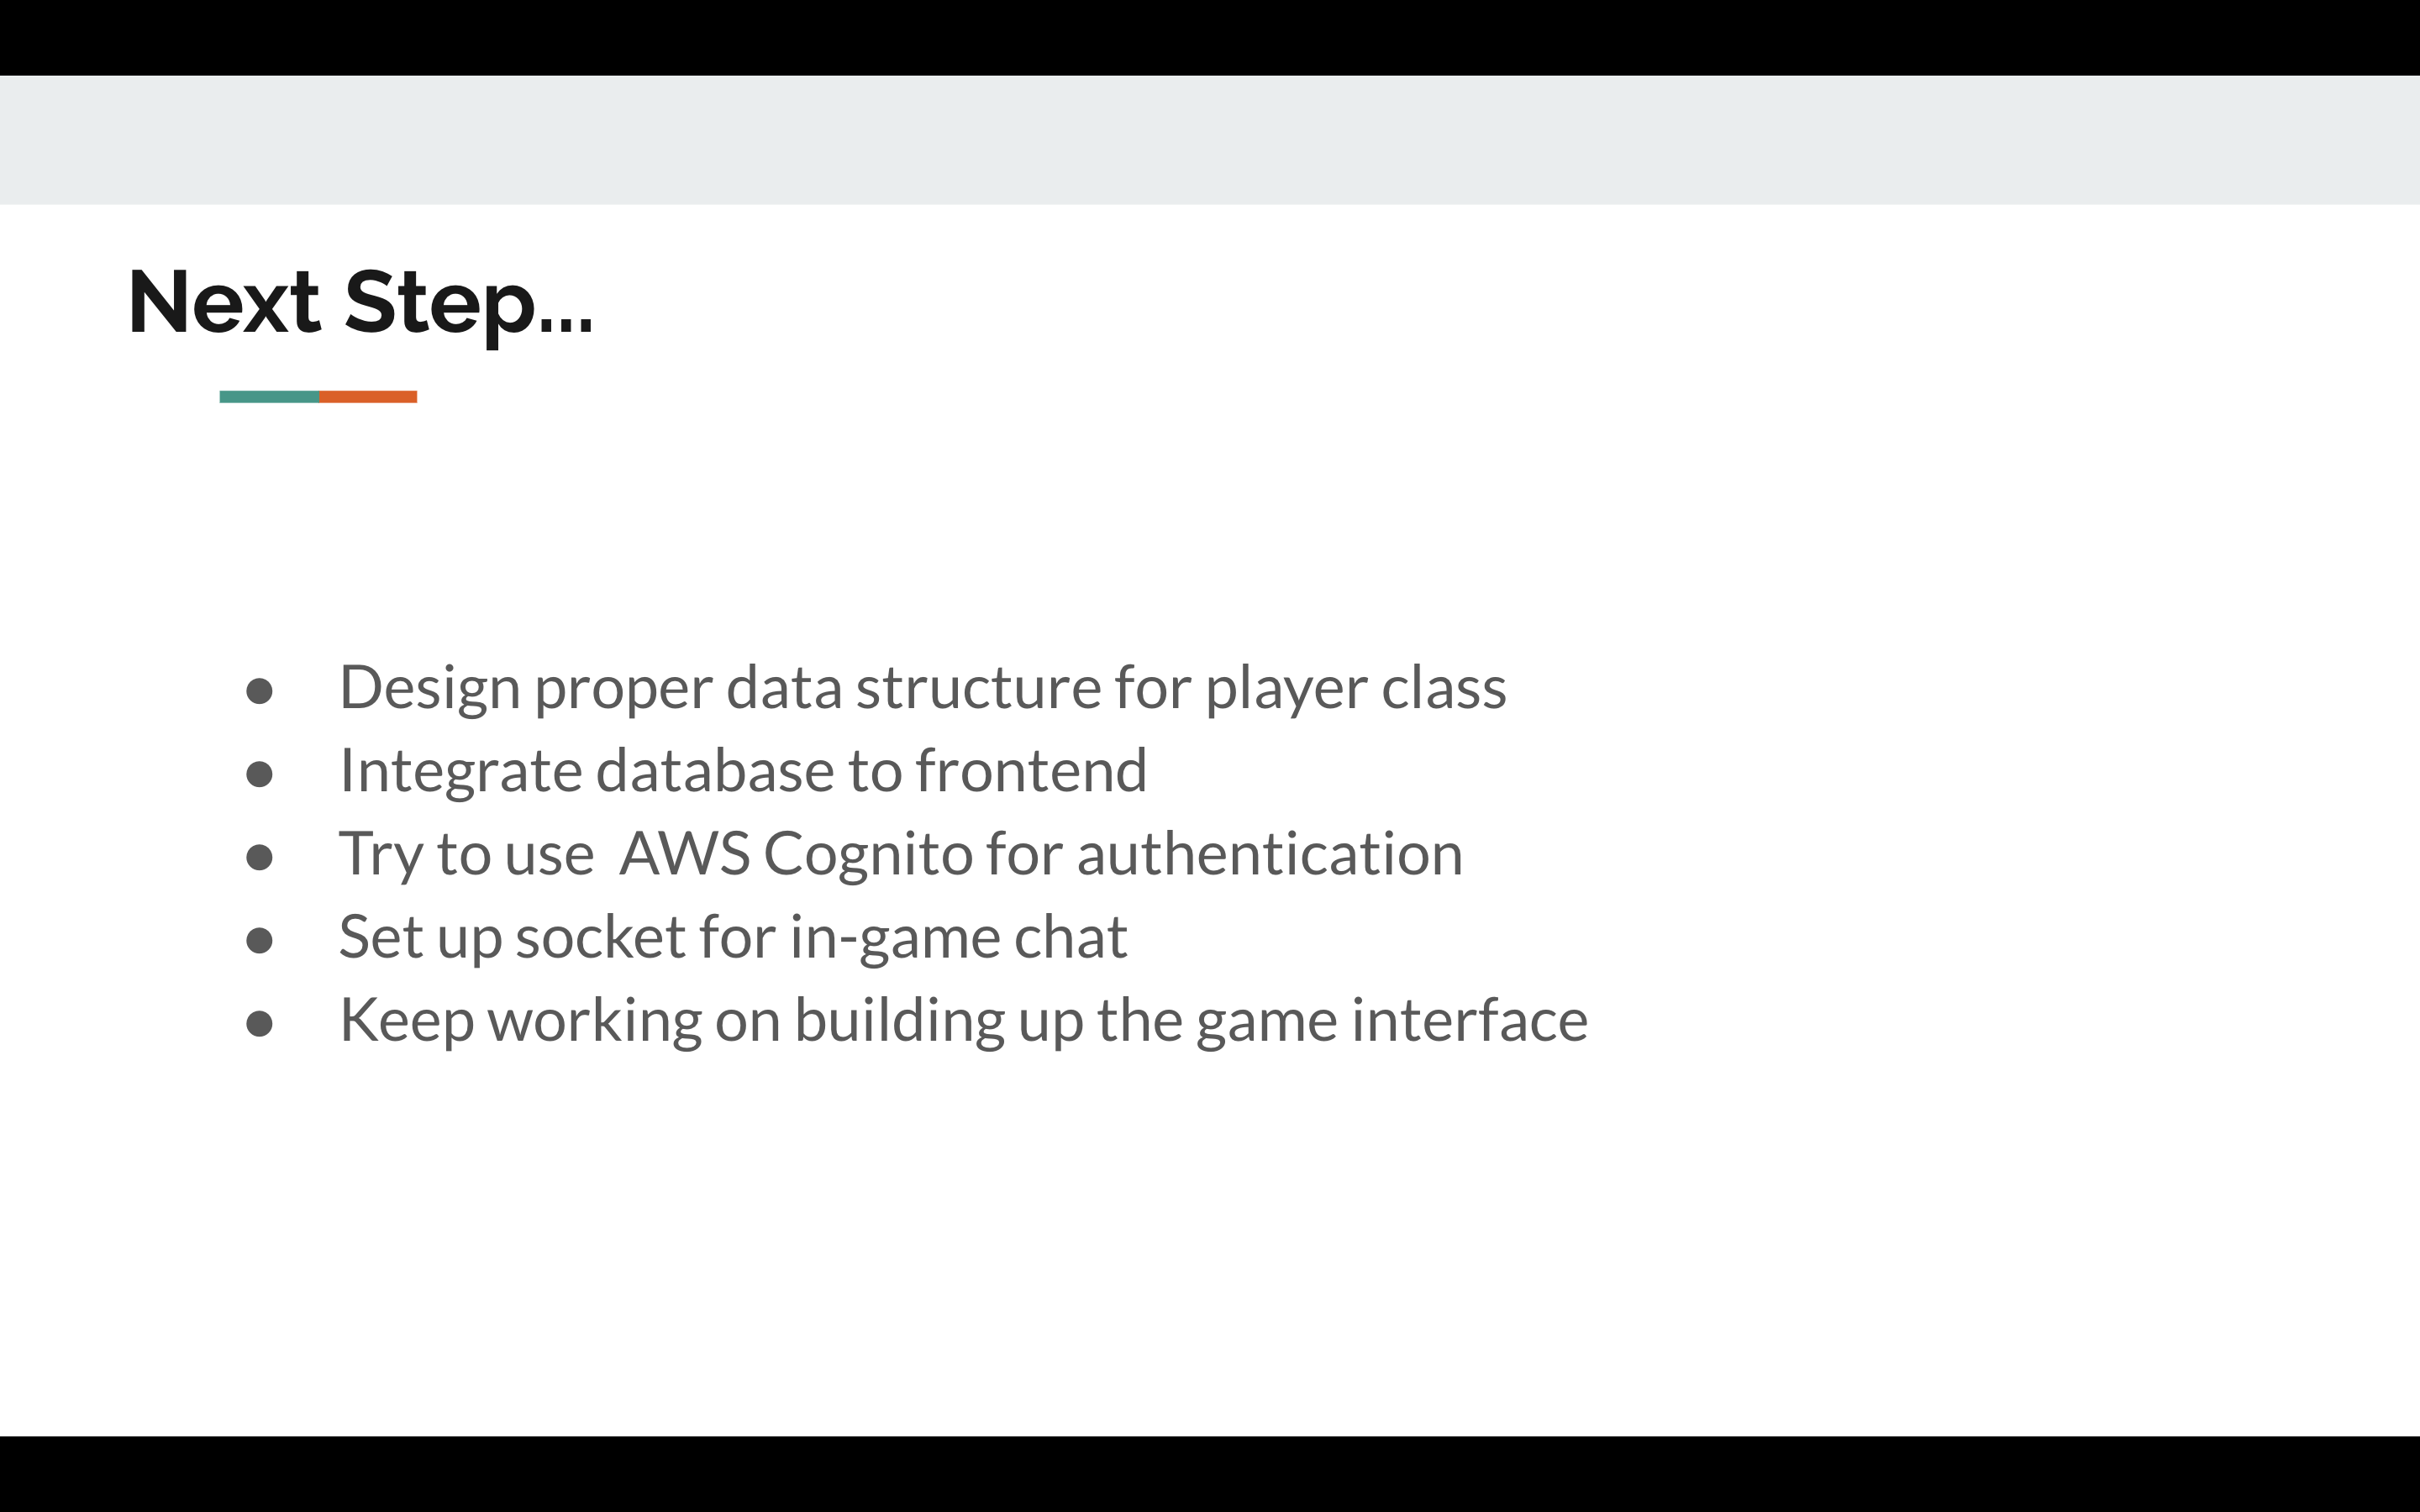 Next Step...
● Design proper data structure for player class
● Integrate database to frontend
● Try to use AWS Cognito for authentication
● Set up socket for in-game chat
● Keep working on building up the game interface